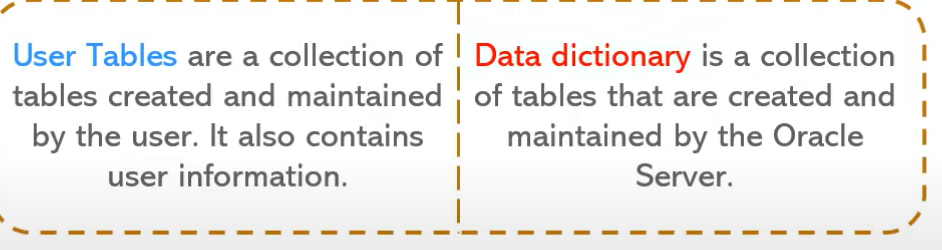 User Tables are a collection of
tables created and maintained
by the user. It also contains
user information.
Data dictionary is a collection
of tables that are created and
maintained by the Oracle
Server.